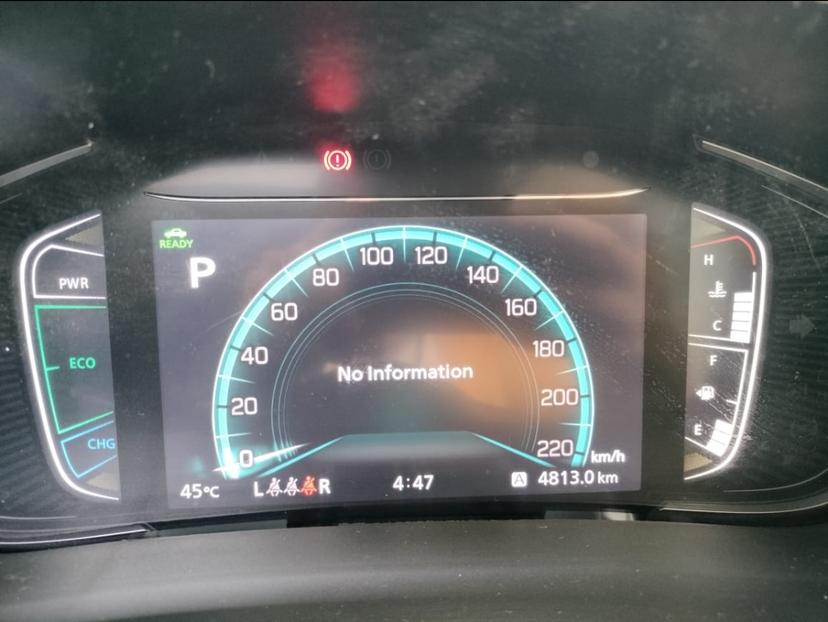 READY
P
PWR
ECO
CHG
0
20
40
60
80
100
120
140
160
180
200
220
km/h
No Information
H
C
F
E
45°C
L R
4:47
A 4813.0 km